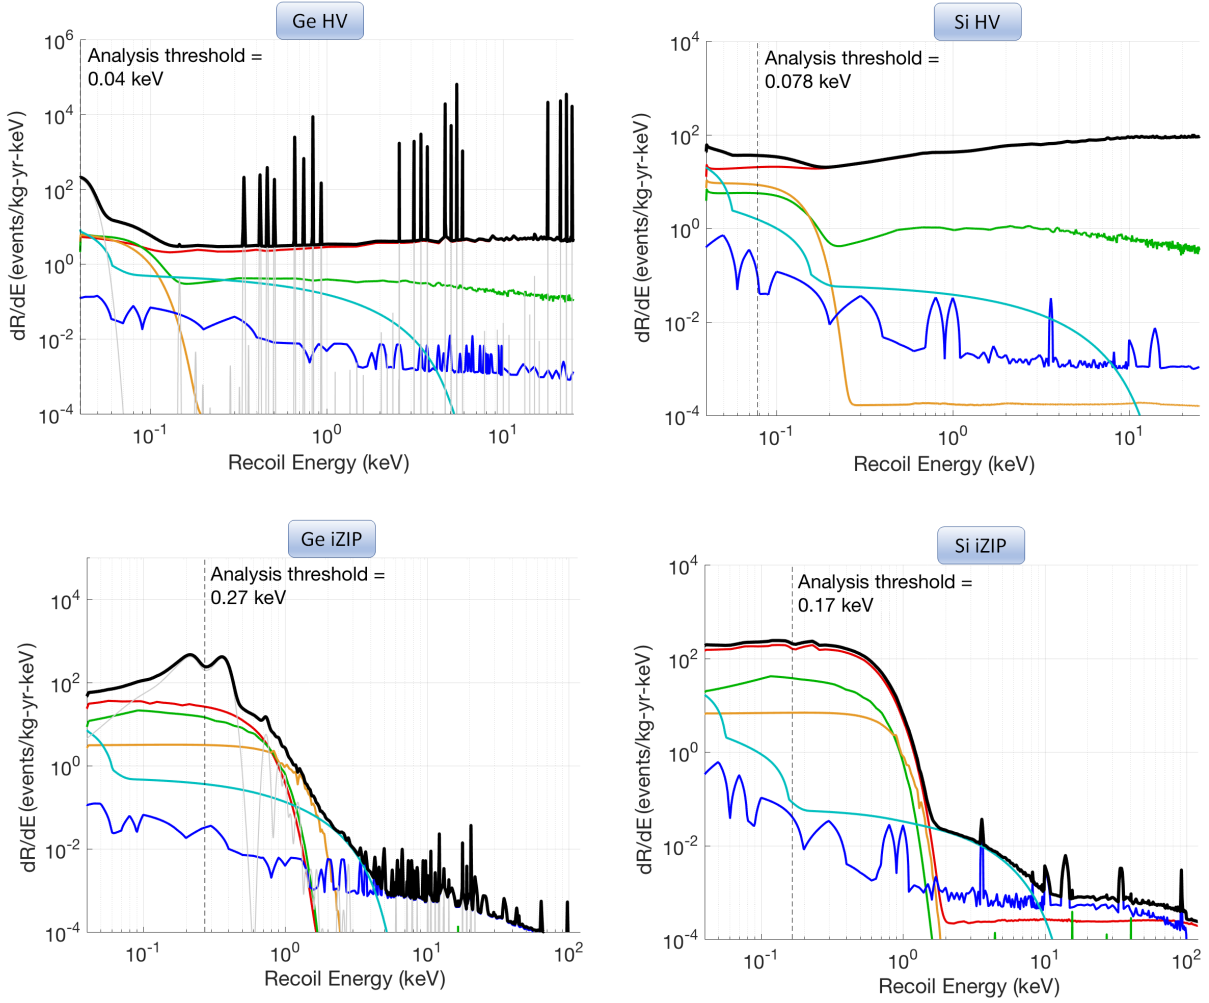 Ge HV
Analysis threshold =
0.04 keV
10^6
10^4
10^2
10^0
10^-2
10^-4
dR/dE (events/kg-yr-keV)
10^-1
10^0
10^1
Recoil Energy (keV)
Si HV
Analysis threshold =
0.078 keV
10^4
10^2
10^0
10^-2
10^-4
dR/dE (events/kg-yr-keV)
10^-1
10^0
10^1
Recoil Energy (keV)
Ge iZIP
Analysis threshold =
0.27 keV
10^4
10^2
10^0
10^-2
10^-4
dR/dE (events/kg-yr-keV)
10^-1
10^0
10^1
10^2
Recoil Energy (keV)
Si iZIP
Analysis threshold =
0.17 keV
10^4
10^2
10^0
10^-2
10^-4
dR/dE (events/kg-yr-keV)
10^-1
10^0
10^1
10^2
Recoil Energy (keV)